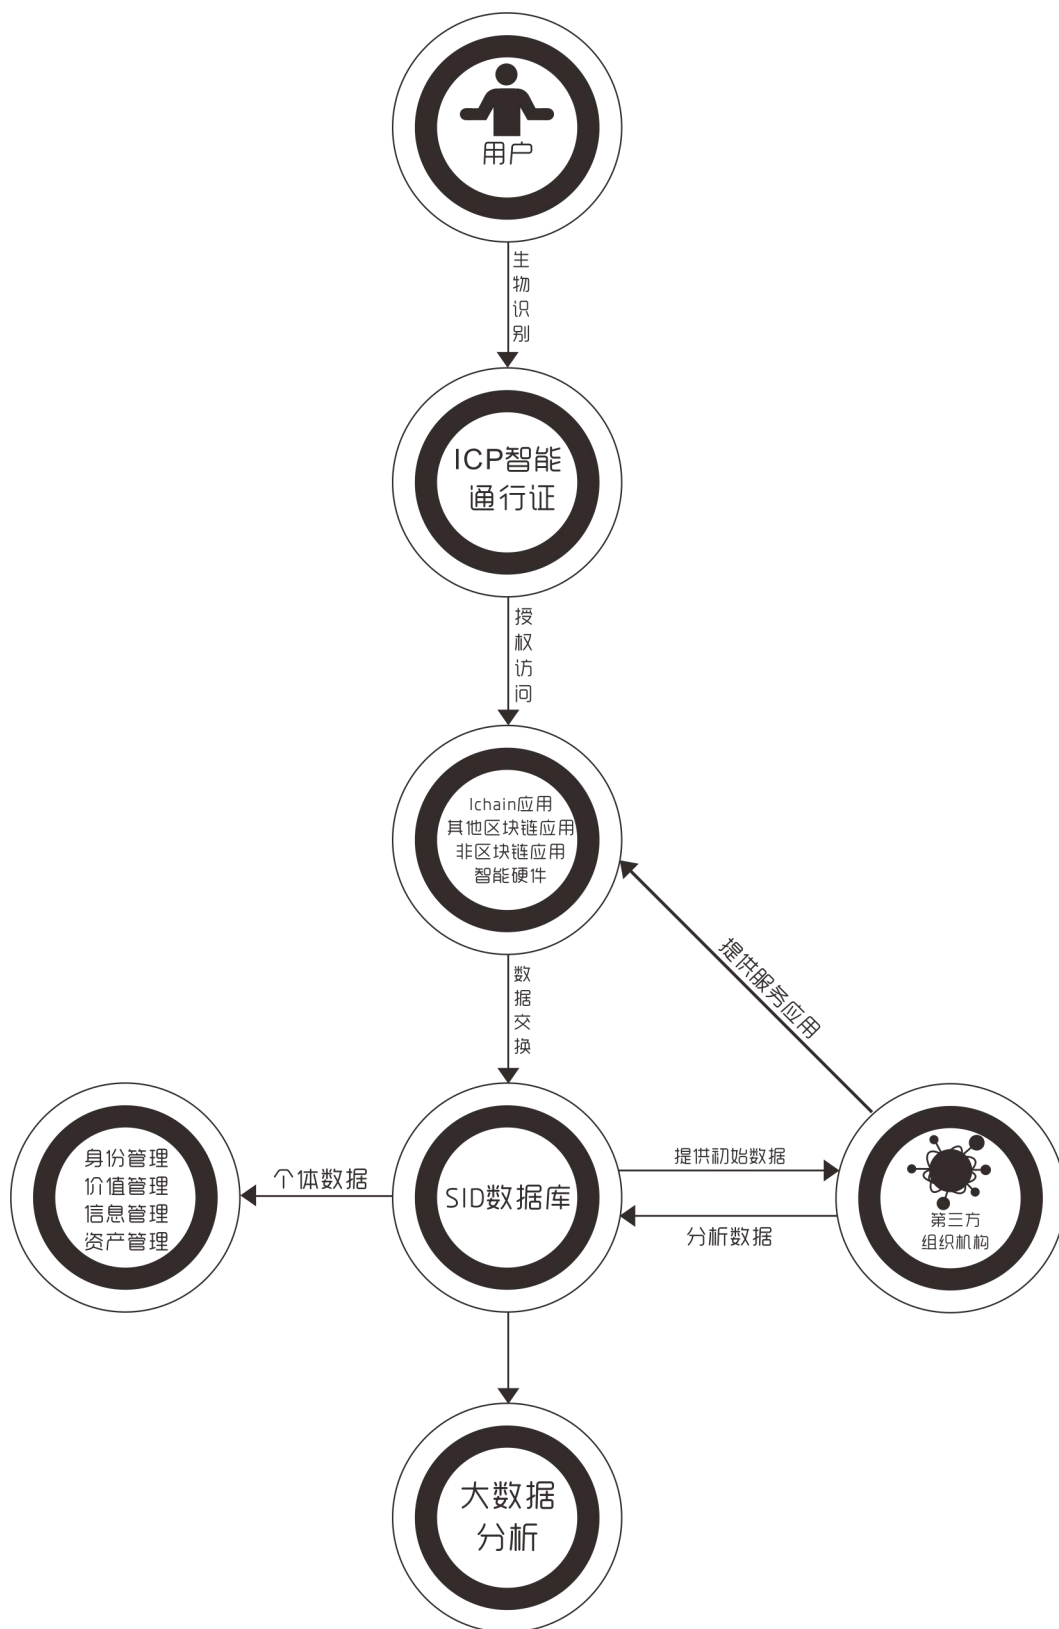 用户
生物识别
ICP智能
通行证
授权访问
Ichain应用
其他区块链应用
非区块链应用
智能硬件
提供服务应用
数据交换
身份管理
价值管理
信息管理
资产管理
个体数据
SID数据库
提供初始数据
分析数据
第三方
组织机构
大数据
分析